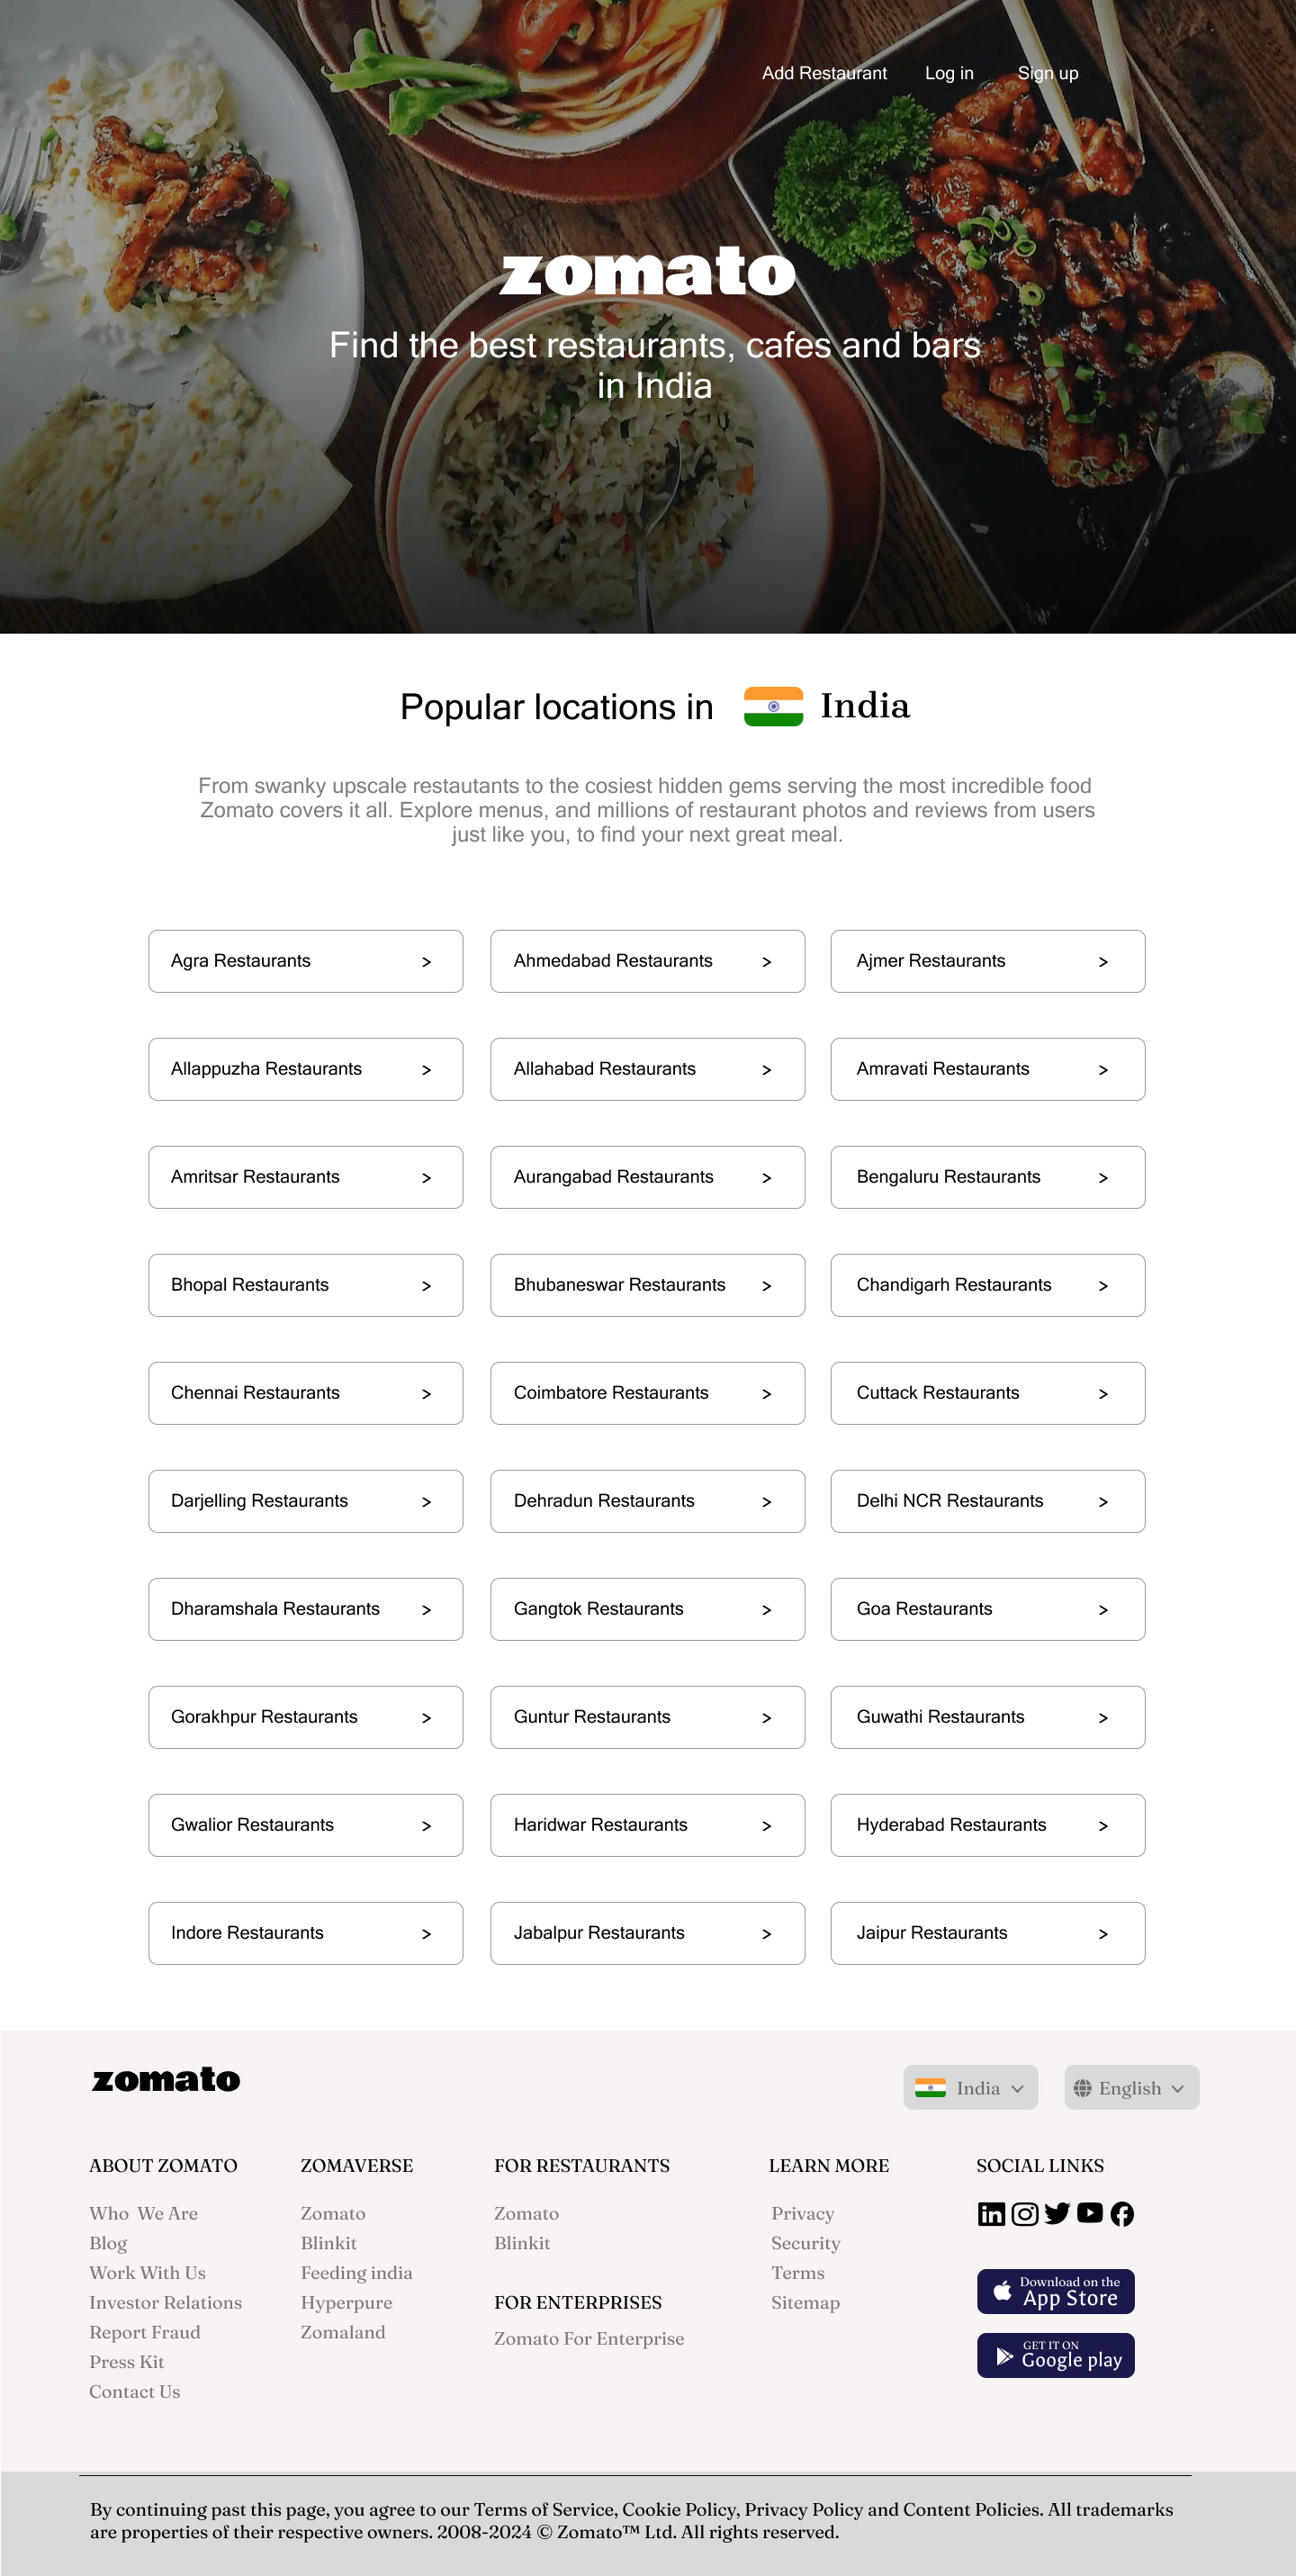 Add Restaurant Log in Sign up
zomato
Find the best restaurants, cafes and bars
in India
Popular locations in India
From swanky upscale restautants to the cosiest hidden gems serving the most incredible food
Zomato covers it all. Explore menus, and millions of restaurant photos and reviews from users
just like you, to find your next great meal.
Agra Restaurants > Ahmedabad Restaurants > Ajmer Restaurants >
Allappuzha Restaurants > Allahabad Restaurants > Amravati Restaurants >
Amritsar Restaurants > Aurangabad Restaurants > Bengaluru Restaurants >
Bhopal Restaurants > Bhubaneswar Restaurants > Chandigarh Restaurants >
Chennai Restaurants > Coimbatore Restaurants > Cuttack Restaurants >
Darjelling Restaurants > Dehradun Restaurants > Delhi NCR Restaurants >
Dharamshala Restaurants > Gangtok Restaurants > Goa Restaurants >
Gorakhpur Restaurants > Guntur Restaurants > Guwathi Restaurants >
Gwalior Restaurants > Haridwar Restaurants > Hyderabad Restaurants >
Indore Restaurants > Jabalpur Restaurants > Jaipur Restaurants >
zomato
India
English
ABOUT ZOMATO
Who We Are
Blog
Work With Us
Investor Relations
Report Fraud
Press Kit
Contact Us
ZOMAVERSE
Zomato
Blinkit
Feeding india
Hyperpure
Zomaland
FOR RESTAURANTS
Zomato
Blinkit
FOR ENTERPRISES
Zomato For Enterprise
LEARN MORE
Privacy
Security
Terms
Sitemap
SOCIAL LINKS
Download on the
App Store
GET IT ON
Google play
By continuing past this page, you agree to our Terms of Service, Cookie Policy, Privacy Policy and Content Policies. All trademarks
are properties of their respective owners. 2008-2024 © Zomato™ Ltd. All rights reserved.